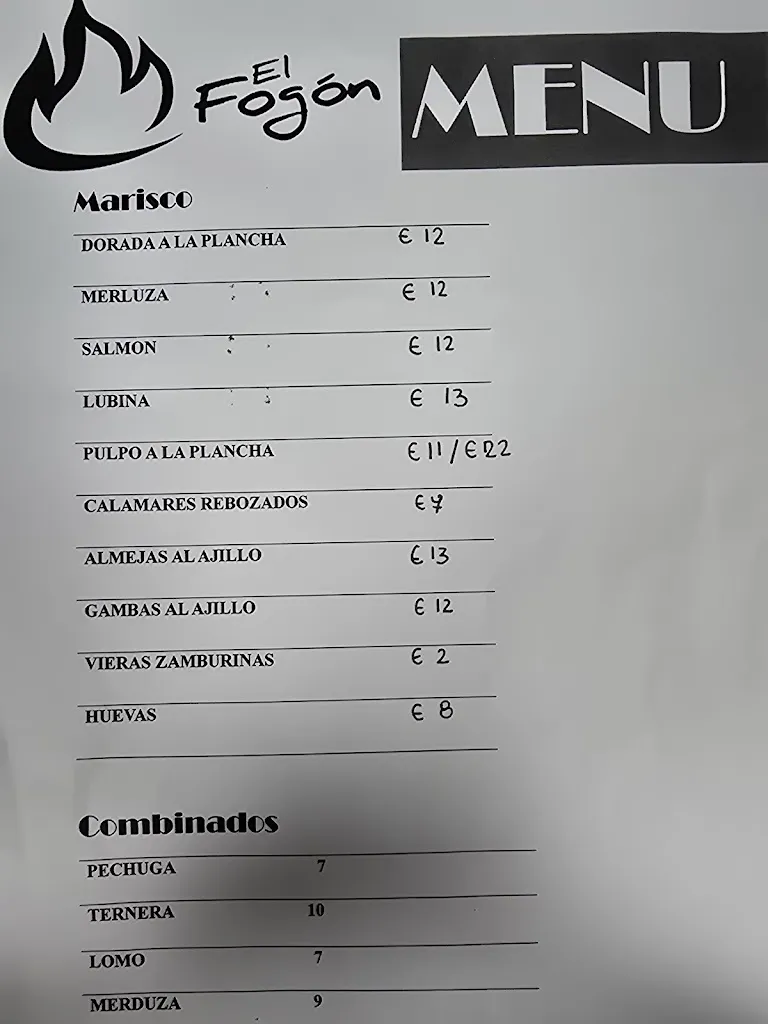 El
Fogón
MENU
Marisco
DORADA A LA PLANCHA € 12
MERLUZA € 12
SALMON € 12
LUBINA € 13
PULPO A LA PLANCHA € 11 / € 22
CALAMARES REBOZADOS € 7
ALMEJAS AL AJILLO € 13
GAMBAS AL AJILLO € 12
VIERAS ZAMBURINAS € 2
HUEVAS € 8
Combinados
PECHUGA 7
TERNERA 10
LOMO 7
MERDUZA 9